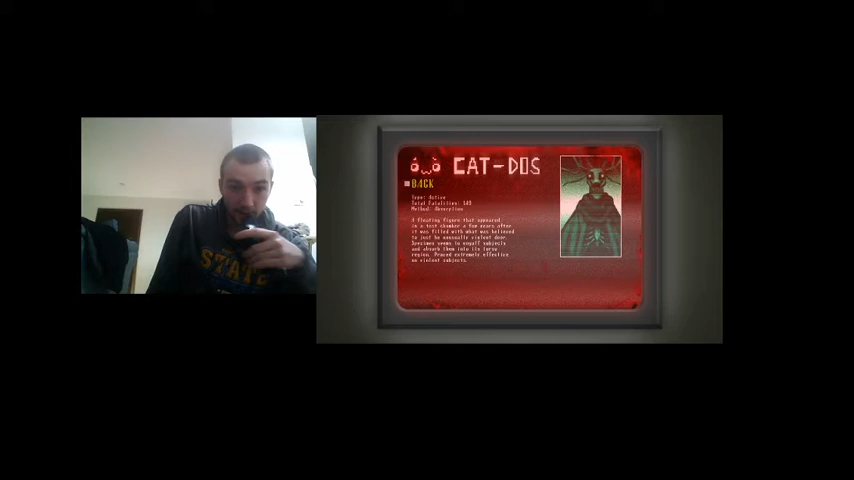 CAT-DOS
BACK
Type: Active
Total Fatalities: 148
Method: Absorption
A floating figure that appeared
in a test chamber a few years after
it was filled with what was believed
to just be unusually violent deer.
Specimen seems to engulf subjects
and absorb them into its torso
region. Proved extremely effective
on violent subjects.
STATE